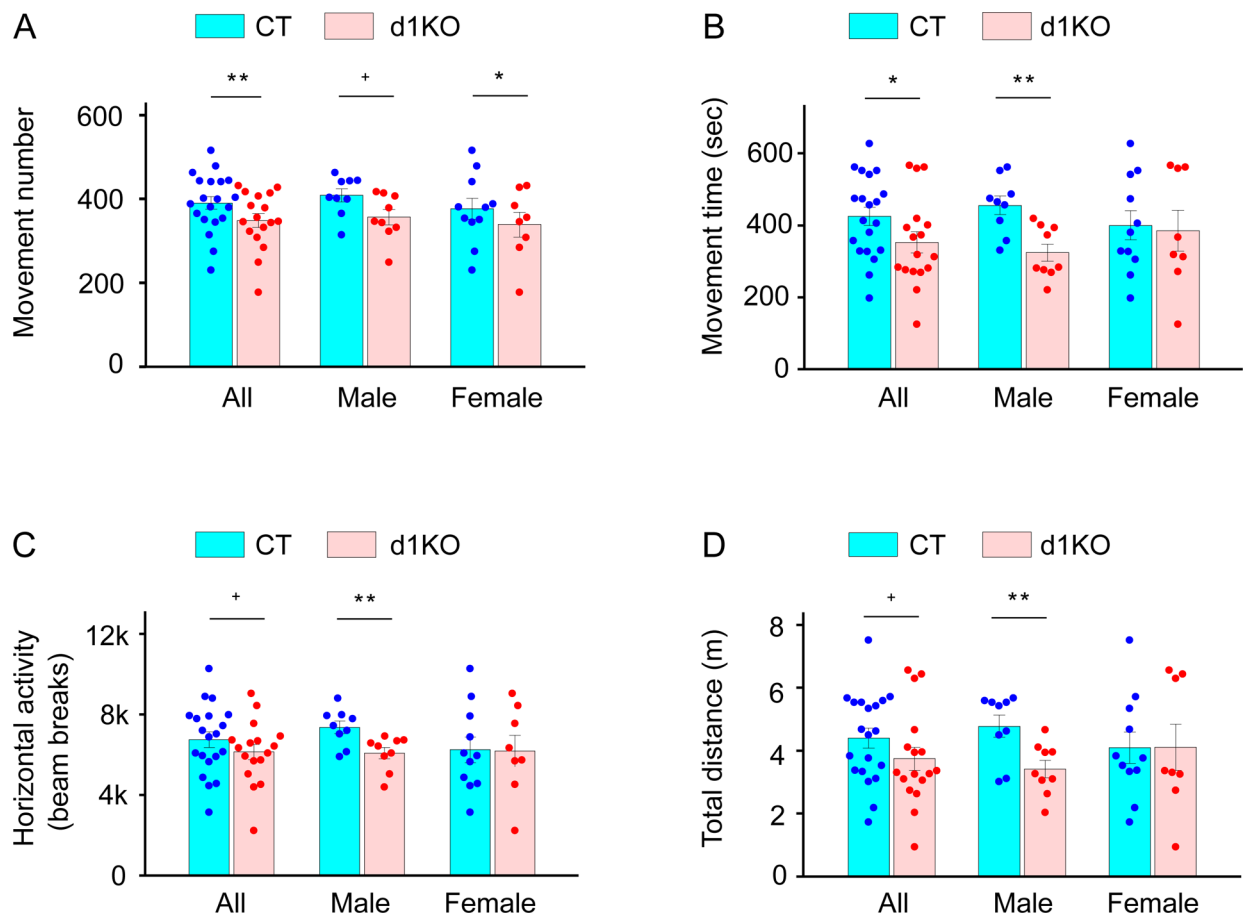 A
CT
d1KO
Movement number
600
400
200
0
**
+
*
All
Male
Female
B
CT
d1KO
Movement time (sec)
600
400
200
0
*
**
All
Male
Female
C
CT
d1KO
Horizontal activity
(beam breaks)
12k
8k
4k
0
+
**
All
Male
Female
D
CT
d1KO
Total distance (m)
8
6
4
2
0
+
**
All
Male
Female